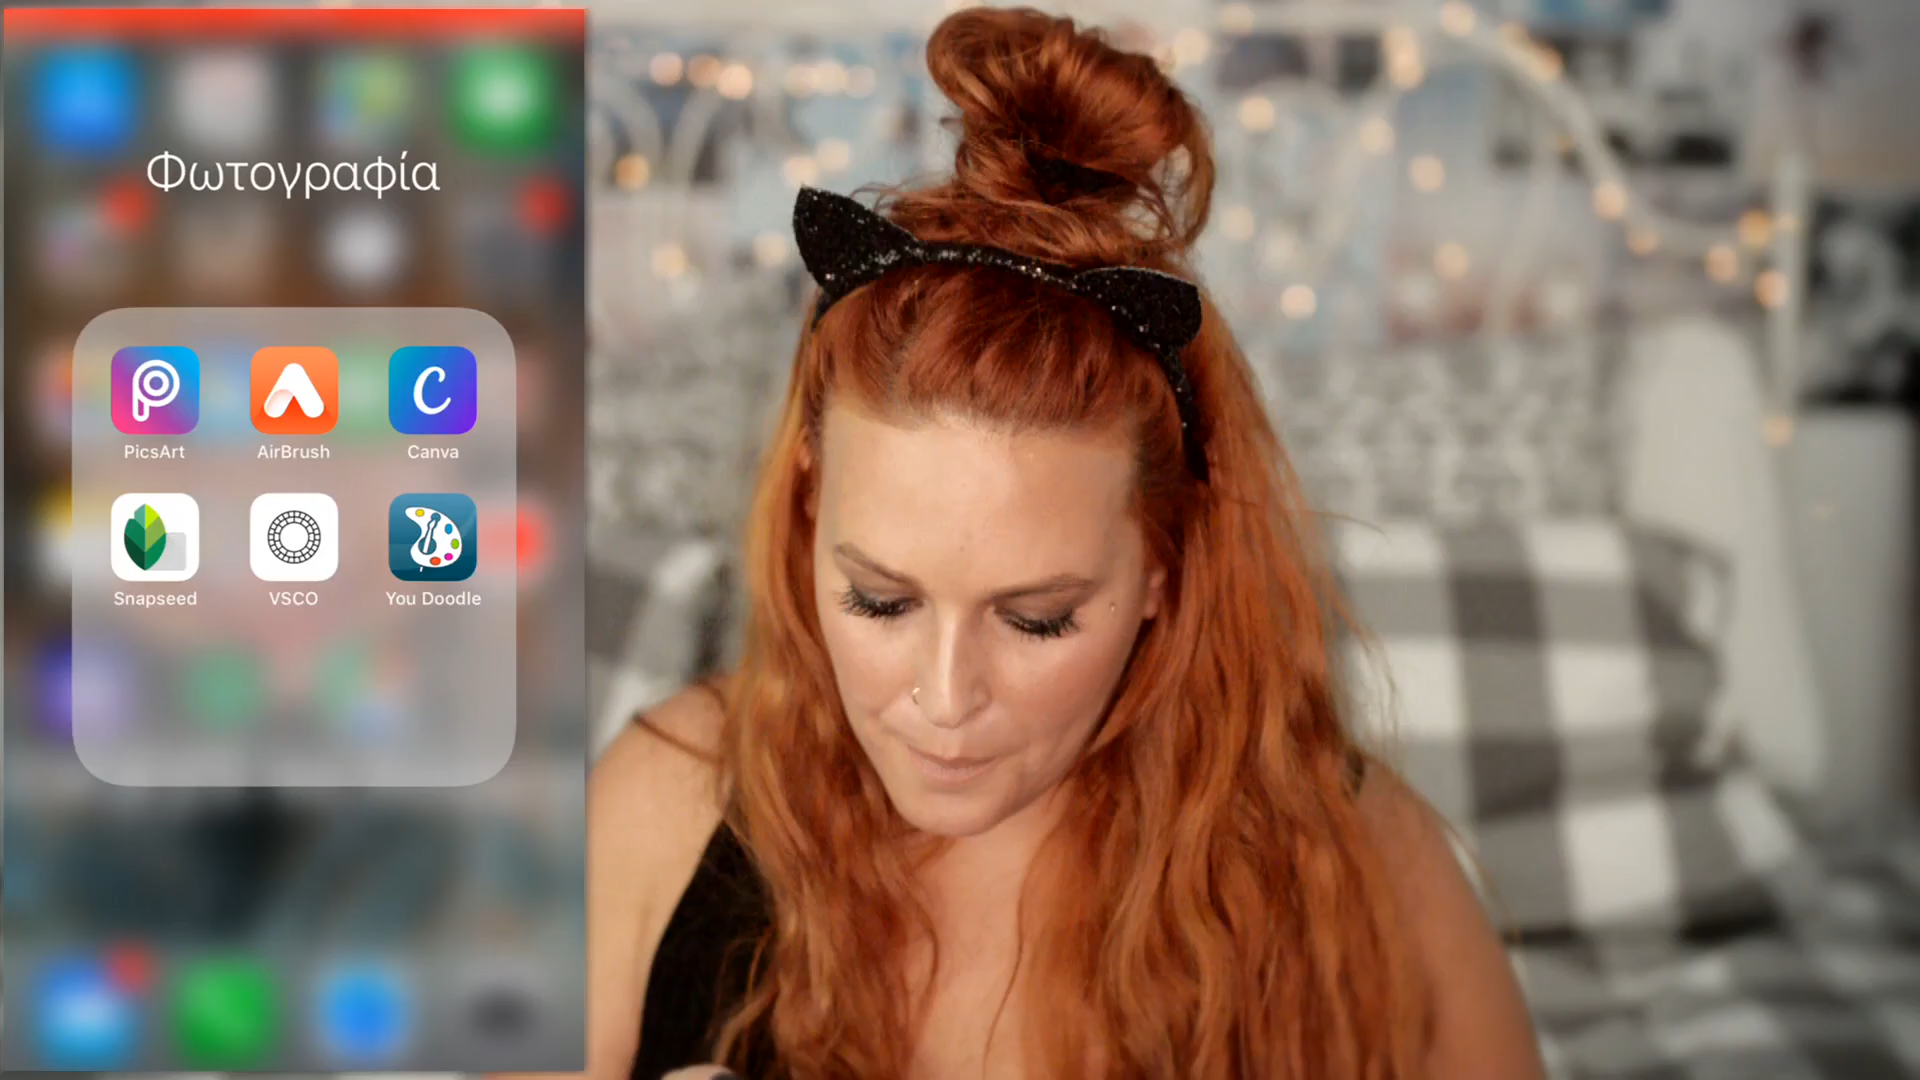 Φωτογραφία
PicsArt AirBrush Canva
Snapseed VSCO You Doodle